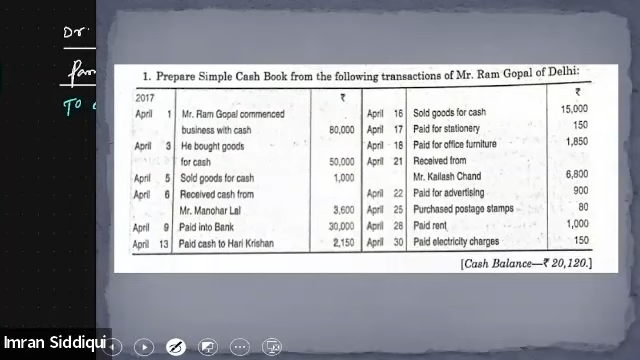 Dr.
Par
To
1. Prepare Simple Cash Book from the following transactions of Mr. Ram Gopal of Delhi:
2017 ₹ ₹
April 1 Mr. Ram Gopal commenced
business with cash 80,000
April 3 He bought goods
for cash 50,000
April 5 Sold goods for cash 1,000
April 6 Received cash from
Mr. Manohar Lal 3,600
April 9 Paid into Bank 30,000
April 13 Paid cash to Hari Krishan 2,150
April 16 Sold goods for cash 15,000
April 17 Paid for stationery 150
April 18 Paid for office furniture 1,850
April 21 Received from
Mr. Kailash Chand 6,800
April 22 Paid for advertising 900
April 25 Purchased postage stamps 80
April 28 Paid rent 1,000
April 30 Paid electricity charges 150
[Cash Balance—₹ 20,120.]
Imran Siddiqui